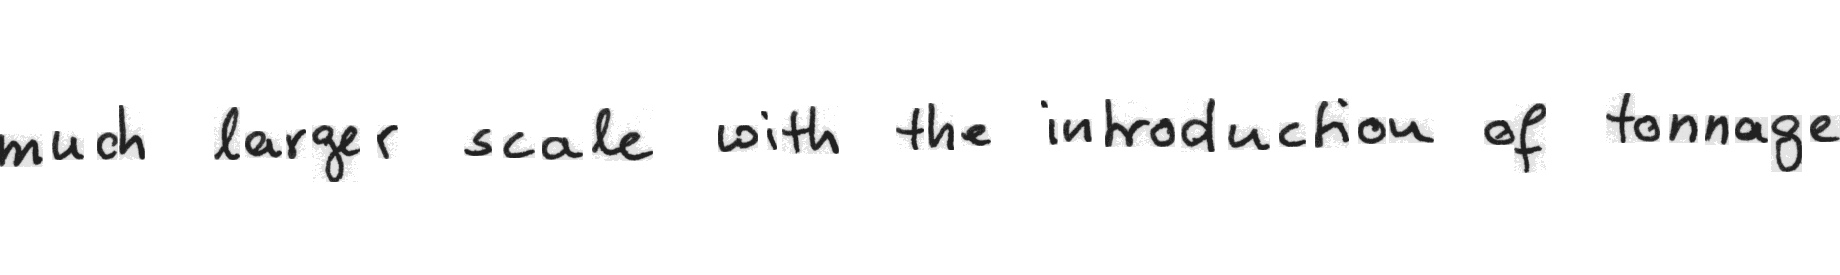 much larger scale with the introduction of tonnage